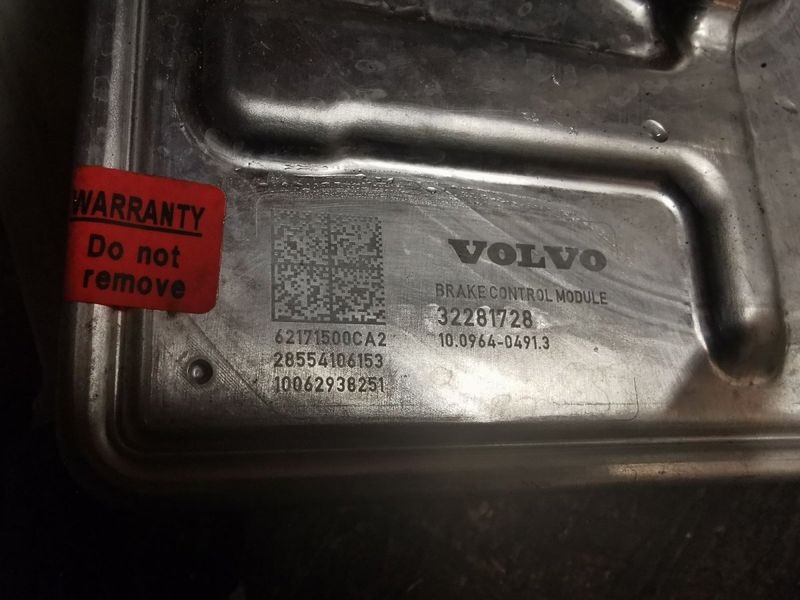 WARRANTY
Do not
remove
62171500CA2
28554106153
10062938251
VOLVO
BRAKE CONTROL MODULE
32281728
10.0964-0491.3